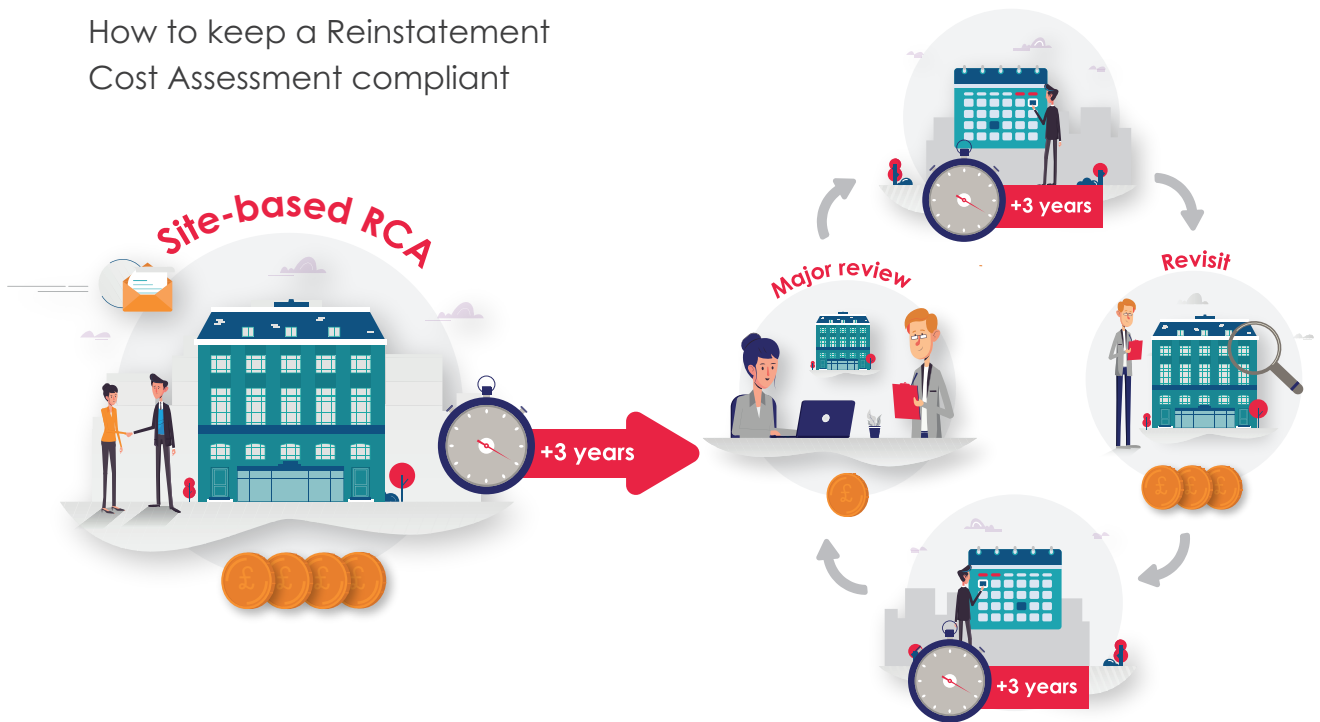 How to keep a Reinstatement
Cost Assessment compliant
Site-based RCA
+3 years
Major review
+3 years
Revisit
+3 years
£ £ £ £
£
£ £ £